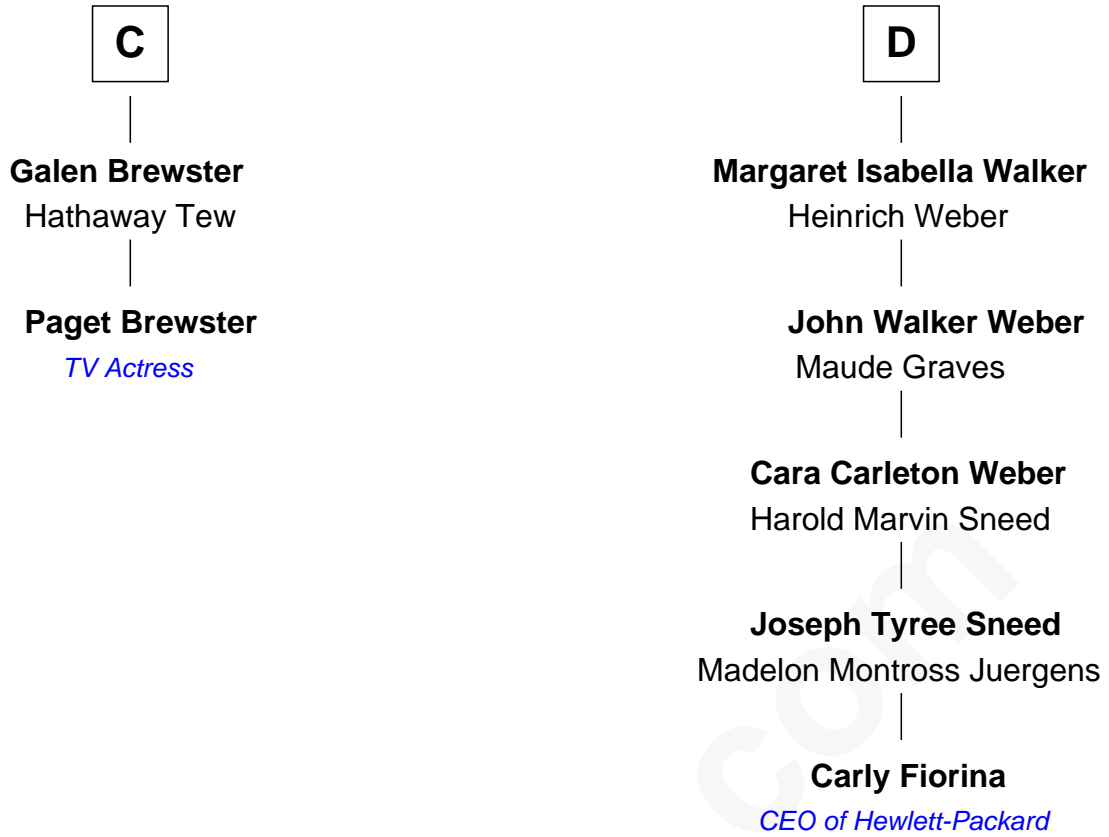 C
Galen Brewster
Hathaway Tew
Paget Brewster
TV Actress
D
Margaret Isabella Walker
Heinrich Weber
John Walker Weber
Maude Graves
Cara Carleton Weber
Harold Marvin Sneed
Joseph Tyree Sneed
Madelon Montross Juergens
Carly Fiorina
CEO of Hewlett-Packard
com